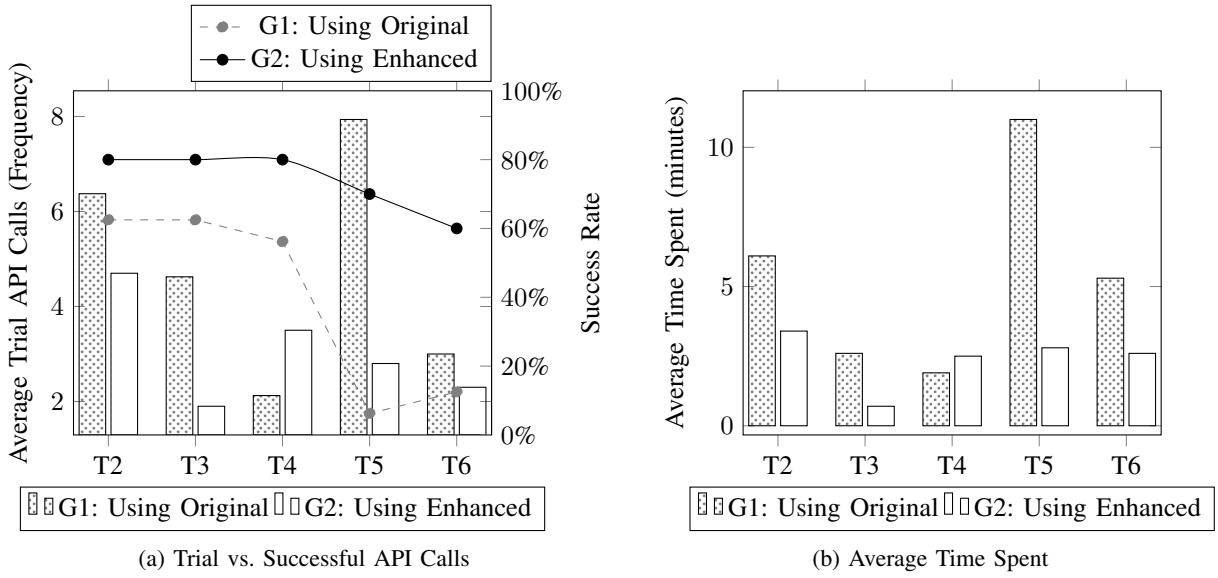 G1: Using Original
G2: Using Enhanced
Average Trial API Calls (Frequency)
8
6
4
2
100%
80%
60%
40%
20%
0%
Success Rate
T2 T3 T4 T5 T6
G1: Using Original G2: Using Enhanced
(a) Trial vs. Successful API Calls
Average Time Spent (minutes)
10
5
0
T2 T3 T4 T5 T6
G1: Using Original G2: Using Enhanced
(b) Average Time Spent